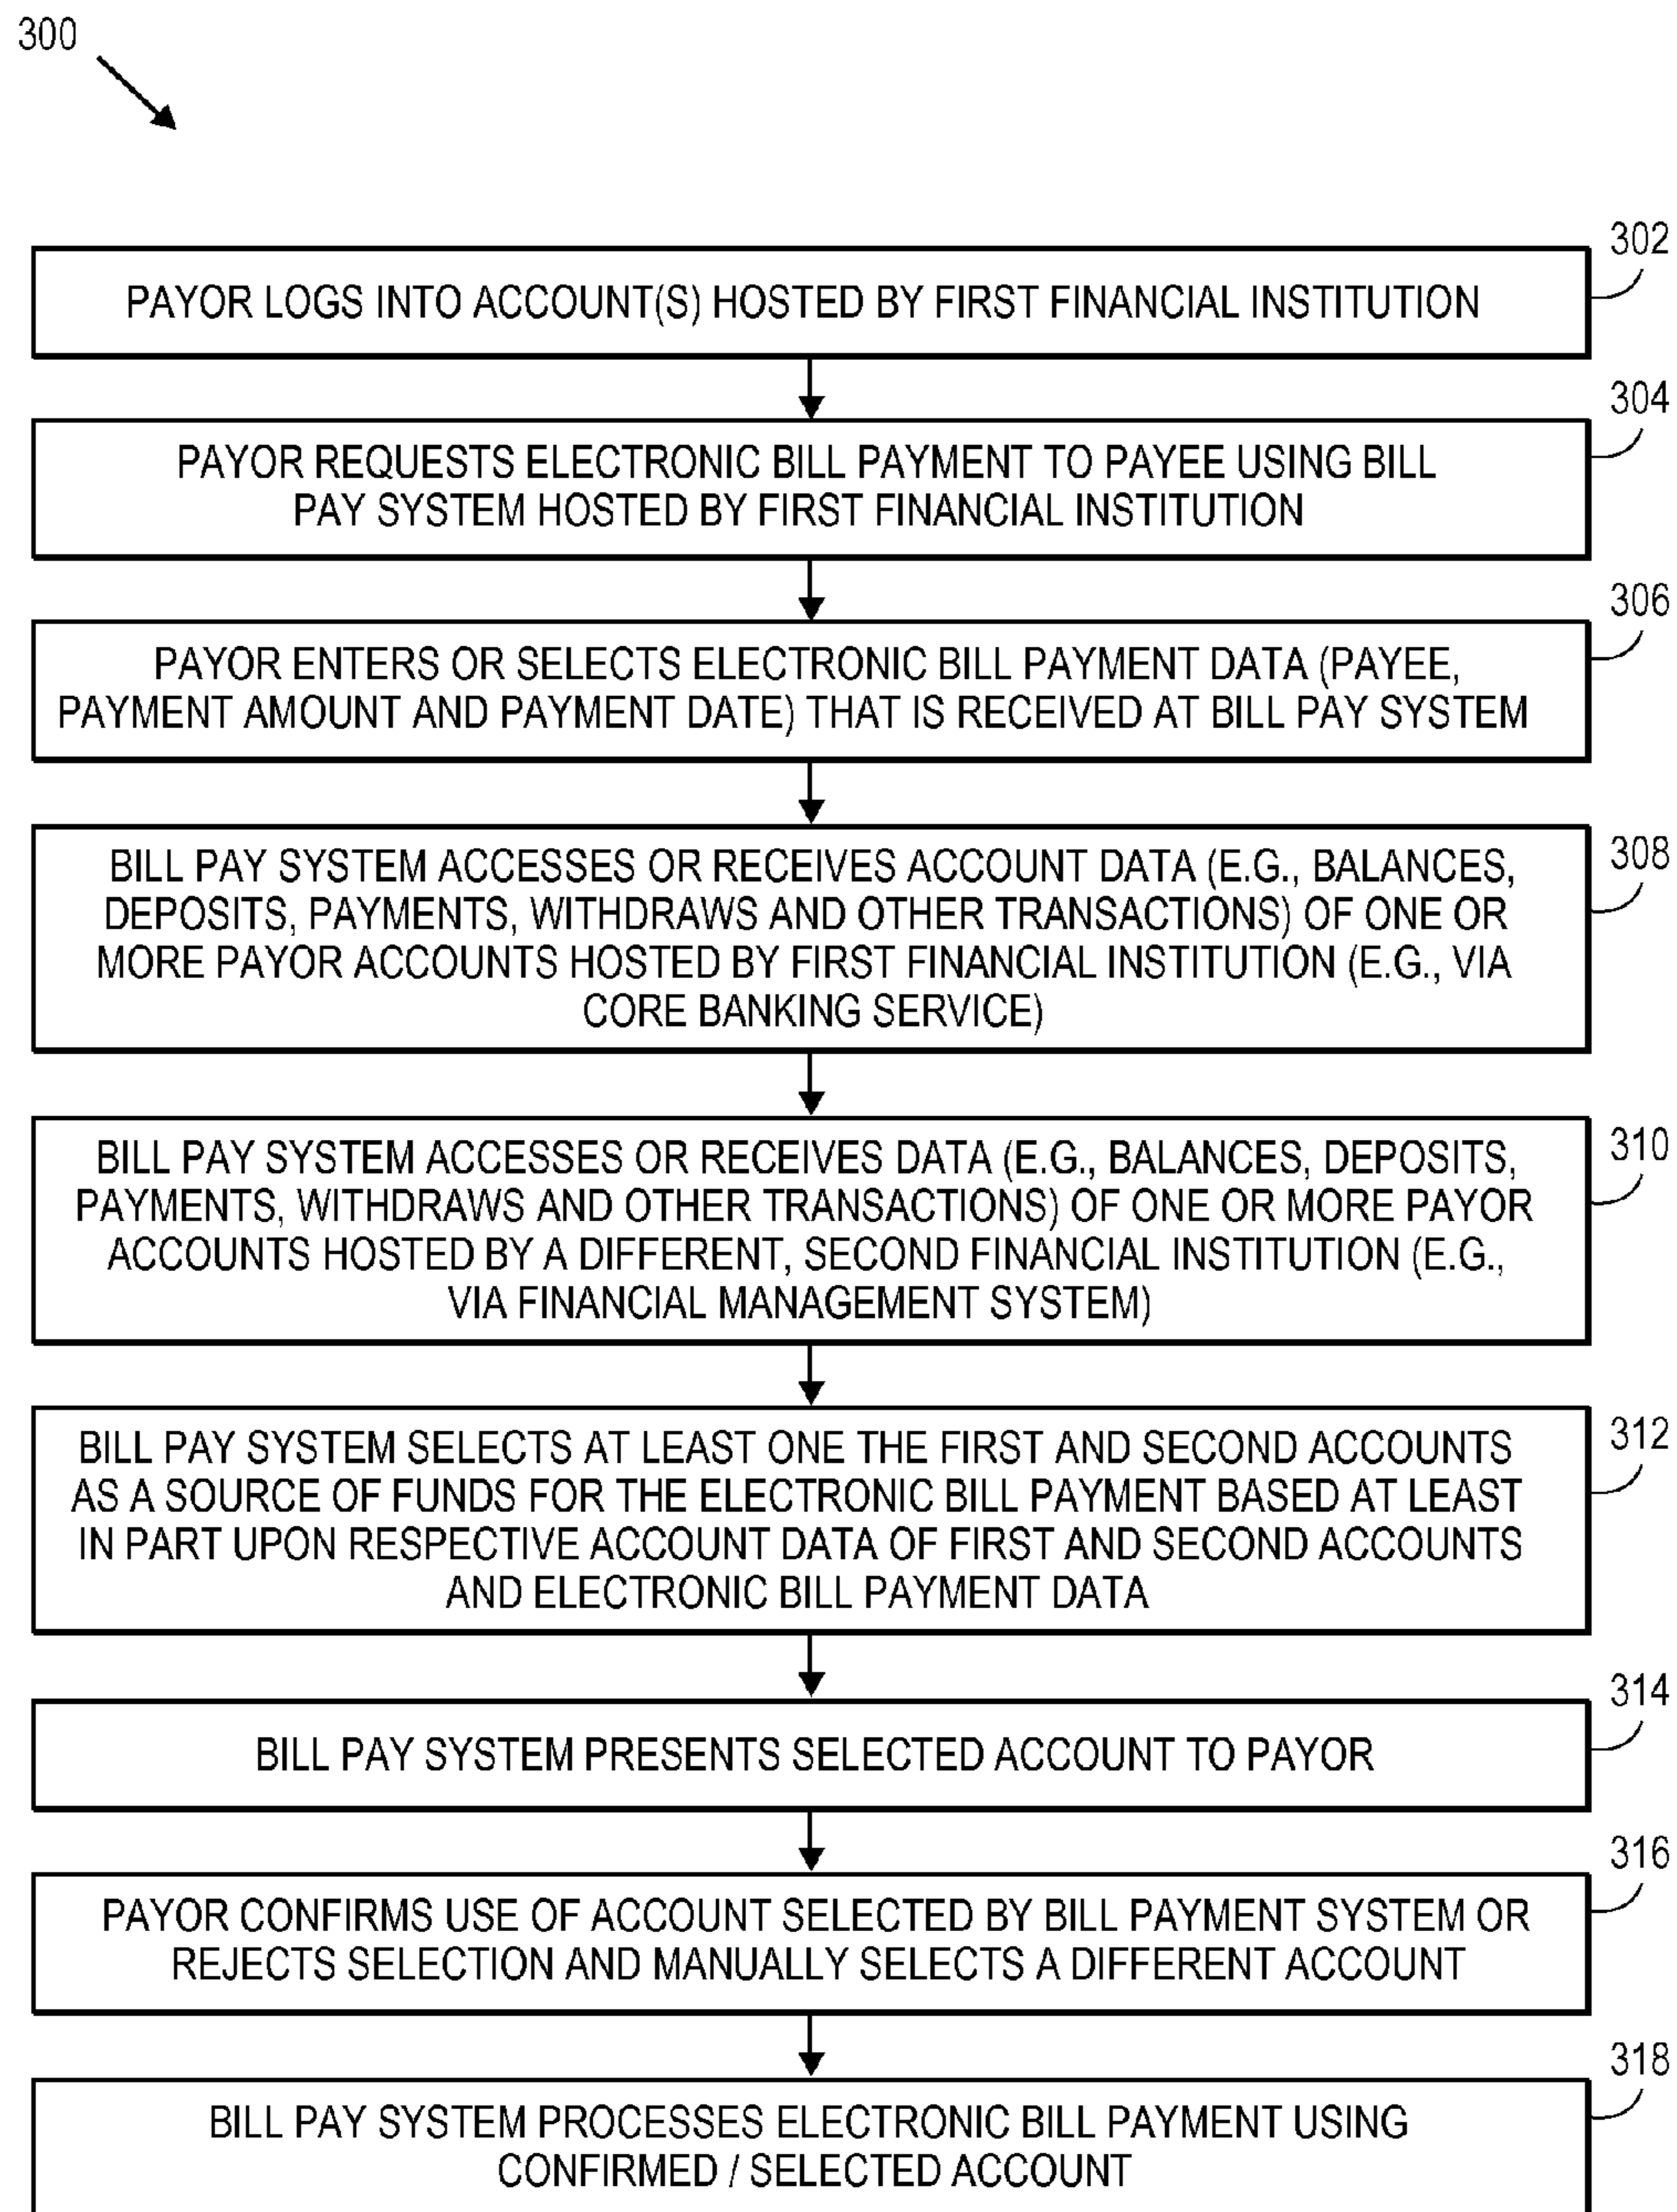 300
302
PAYOR LOGS INTO ACCOUNT(S) HOSTED BY FIRST FINANCIAL INSTITUTION
304
PAYOR REQUESTS ELECTRONIC BILL PAYMENT TO PAYEE USING BILL
PAY SYSTEM HOSTED BY FIRST FINANCIAL INSTITUTION
306
PAYOR ENTERS OR SELECTS ELECTRONIC BILL PAYMENT DATA (PAYEE,
PAYMENT AMOUNT AND PAYMENT DATE) THAT IS RECEIVED AT BILL PAY SYSTEM
308
BILL PAY SYSTEM ACCESSES OR RECEIVES ACCOUNT DATA (E.G., BALANCES,
DEPOSITS, PAYMENTS, WITHDRAWS AND OTHER TRANSACTIONS) OF ONE OR
MORE PAYOR ACCOUNTS HOSTED BY FIRST FINANCIAL INSTITUTION (E.G., VIA
CORE BANKING SERVICE)
310
BILL PAY SYSTEM ACCESSES OR RECEIVES DATA (E.G., BALANCES, DEPOSITS,
PAYMENTS, WITHDRAWS AND OTHER TRANSACTIONS) OF ONE OR MORE PAYOR
ACCOUNTS HOSTED BY A DIFFERENT, SECOND FINANCIAL INSTITUTION (E.G.,
VIA FINANCIAL MANAGEMENT SYSTEM)
312
BILL PAY SYSTEM SELECTS AT LEAST ONE THE FIRST AND SECOND ACCOUNTS
AS A SOURCE OF FUNDS FOR THE ELECTRONIC BILL PAYMENT BASED AT LEAST
IN PART UPON RESPECTIVE ACCOUNT DATA OF FIRST AND SECOND ACCOUNTS
AND ELECTRONIC BILL PAYMENT DATA
314
BILL PAY SYSTEM PRESENTS SELECTED ACCOUNT TO PAYOR
316
PAYOR CONFIRMS USE OF ACCOUNT SELECTED BY BILL PAYMENT SYSTEM OR
REJECTS SELECTION AND MANUALLY SELECTS A DIFFERENT ACCOUNT
318
BILL PAY SYSTEM PROCESSES ELECTRONIC BILL PAYMENT USING
CONFIRMED / SELECTED ACCOUNT